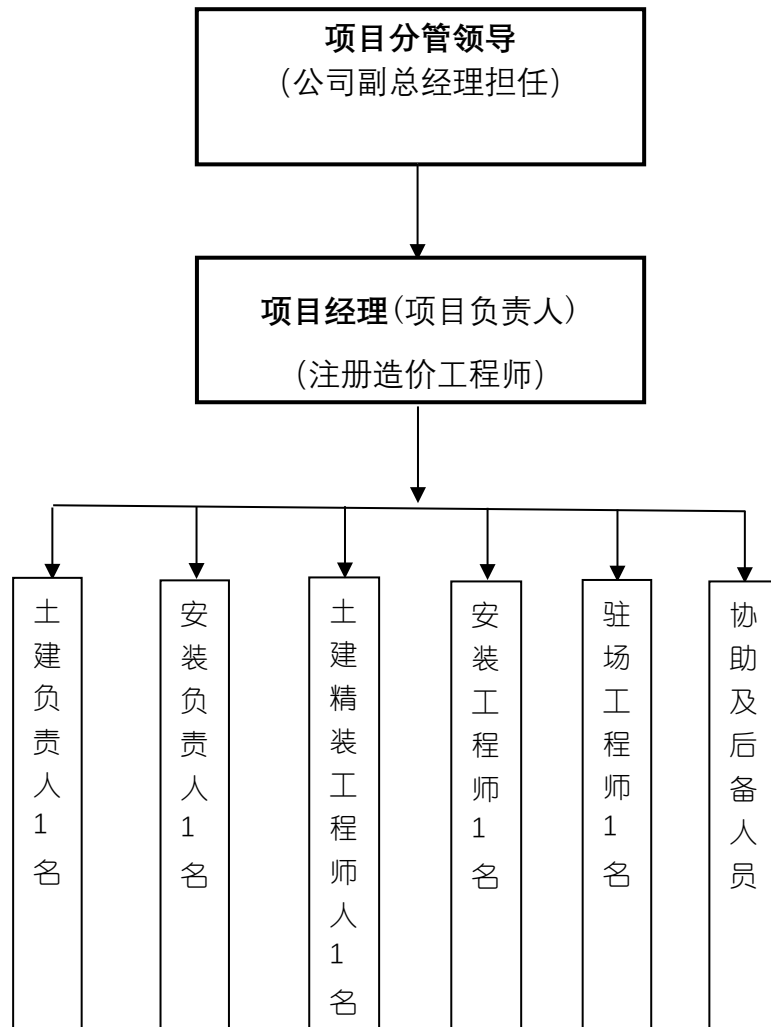 项目分管领导
(公司副总经理担任)
项目经理(项目负责人)
(注册造价工程师)
土建负责人1名
安装负责人1名
土建精装工程师人1名
安装工程师1名
驻场工程师1名
协助及后备人员